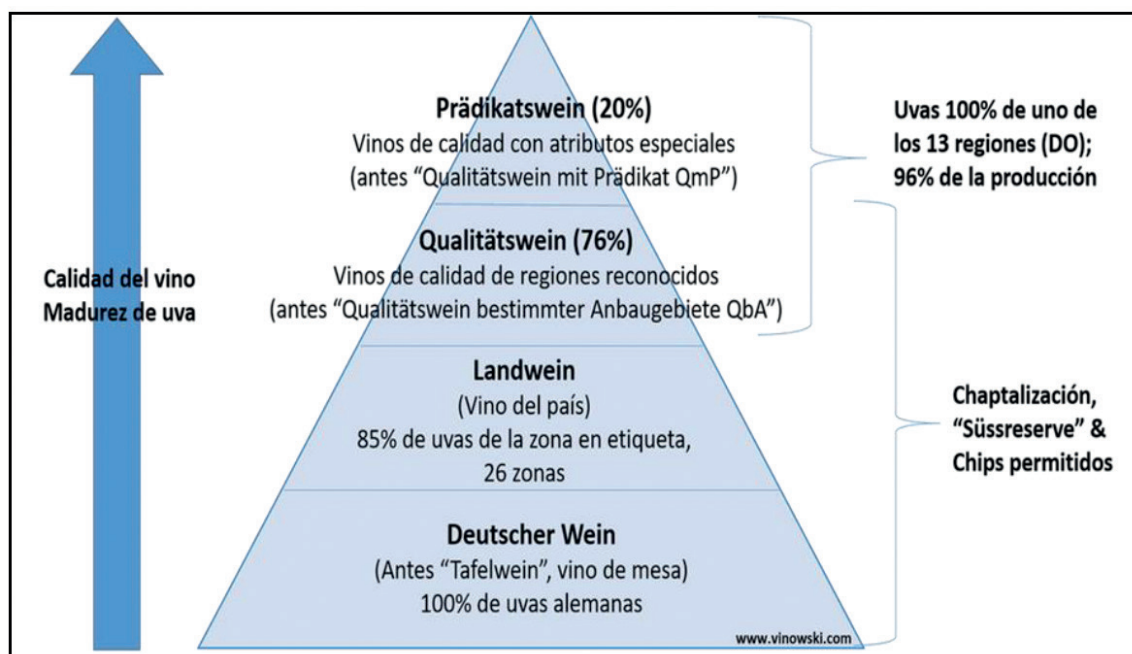 Calidad del vino
Madurez de uva
Prädikatswein (20%)
Vinos de calidad con atributos especiales
(antes “Qualitätswein mit Prädikat QmP”)
Qualitätswein (76%)
Vinos de calidad de regiones reconocidos
(antes “Qualitätswein bestimmter Anbaugebiete QbA”)
Landwein
(Vino del país)
85% de uvas de la zona en etiqueta,
26 zonas
Deutscher Wein
(Antes “Tafelwein”, vino de mesa)
100% de uvas alemanas
Uvas 100% de uno de
los 13 regiones (DO);
96% de la producción
Chaptalización,
“Süssreserve” &
Chips permitidos
www.vinowski.com